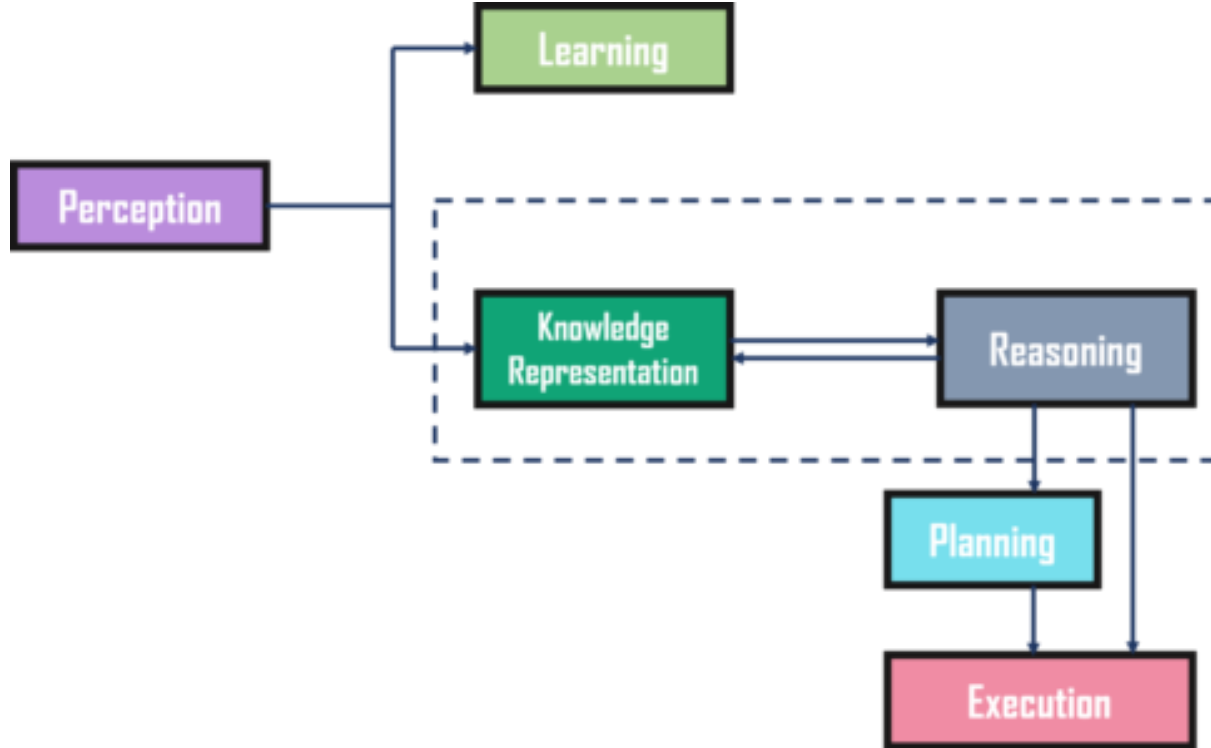 Learning
Perception
Knowledge
Representation
Reasoning
Planning
Execution